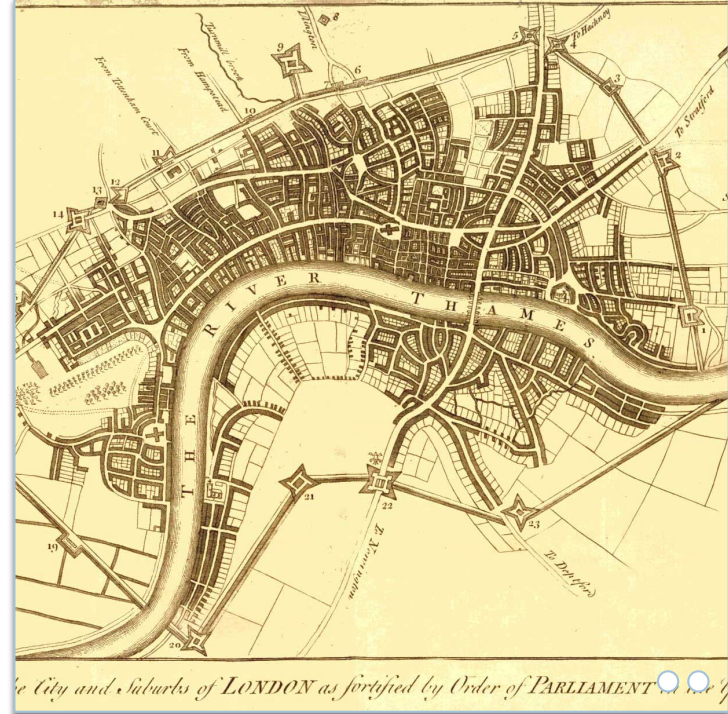 8
To Hackney
Islington
Turnmill brook
5
4
9
From Hampstead
6
3
From Tottenham Court
10
To Stratford
11
2
12
13
14
THE RIVER THAMES
1
21
22
23
19
To Newington
To Deptford
20
City and Suburbs of LONDON as fortified by Order of PARLIAMENT